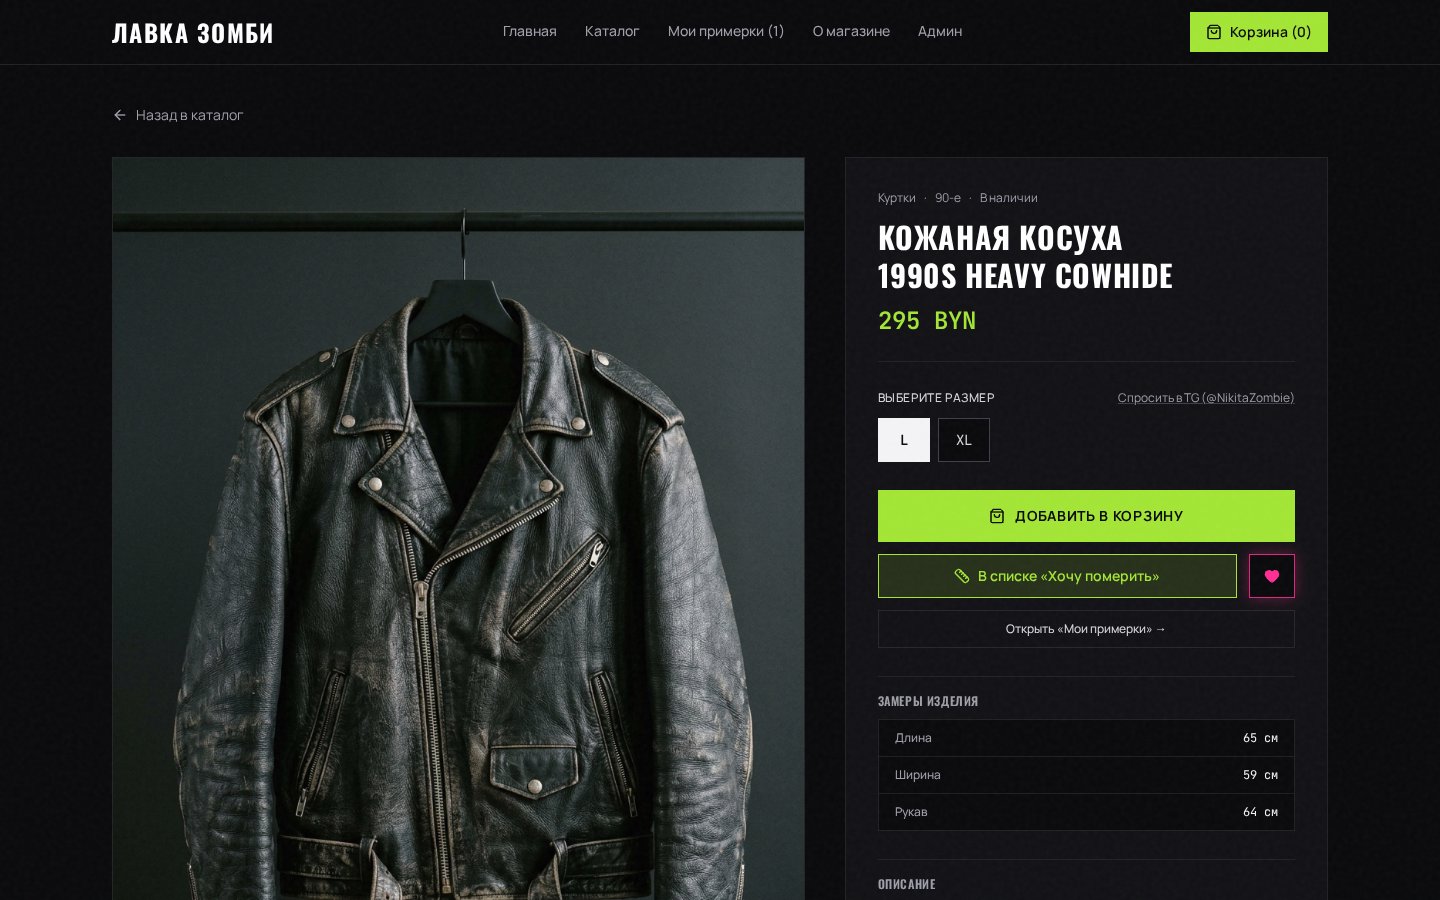 ЛАВКА ЗОМБИ
Главная
Каталог
Мои примерки (1)
О магазине
Админ
Корзина (0)
← Назад в каталог
Куртки · 90-е · В наличии
КОЖАНАЯ КОСУХА
1990S HEAVY COWHIDE
295 BYN
ВЫБЕРИТЕ РАЗМЕР
Спросить в TG (@NikitaZombie)
L
XL
ДОБАВИТЬ В КОРЗИНУ
В списке «Хочу померить»
Открыть «Мои примерки» →
ЗАМЕРЫ ИЗДЕЛИЯ
Длина 65 см
Ширина 59 см
Рукав 64 см
ОПИСАНИЕ